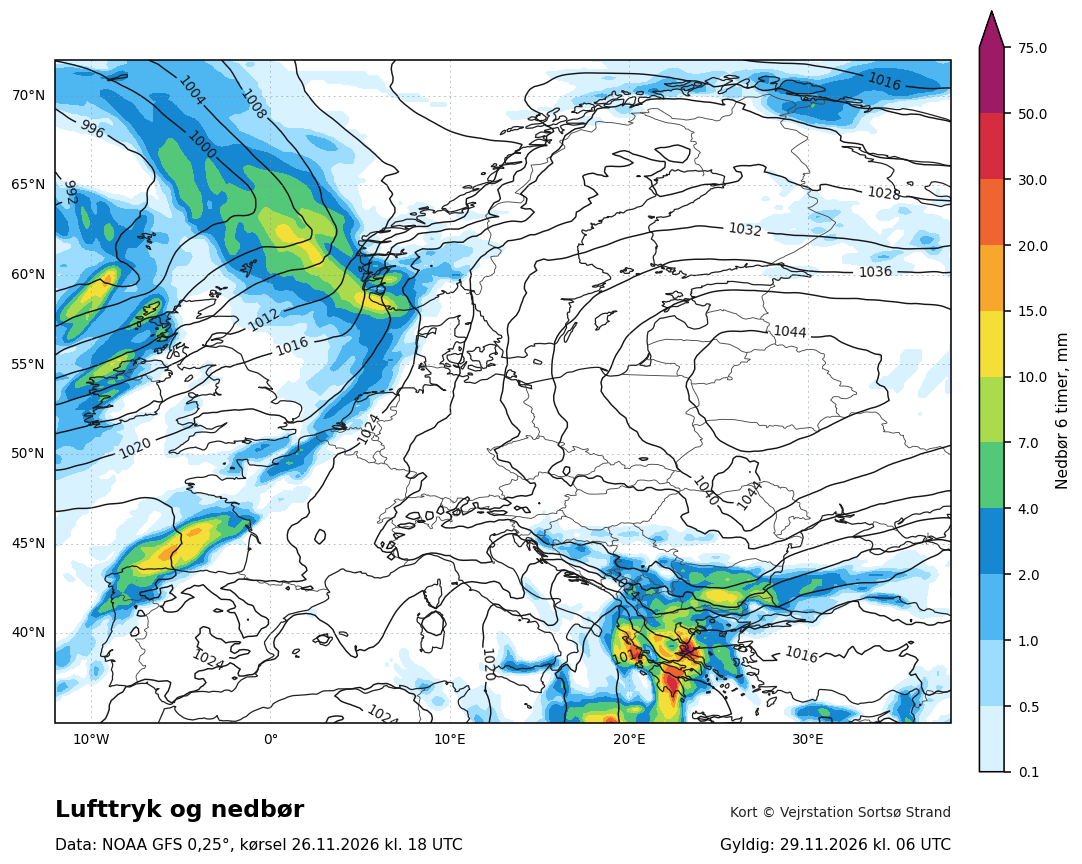 75.0
50.0
30.0
20.0
15.0
10.0
7.0
4.0
2.0
1.0
0.5
0.1
Nedbør 6 timer, mm
70°N
65°N
60°N
55°N
50°N
45°N
40°N
10°W
0°
10°E
20°E
30°E
1004
1008
1000
996
992
1012
1016
1020
1024
1016
1028
1032
1036
1044
1040
1044
1024
1012
1016
1020
1024
1024
Lufttryk og nedbør
Kort © Vejrstation Sortsø Strand
Data: NOAA GFS 0,25°, kørsel 26.11.2026 kl. 18 UTC
Gyldig: 29.11.2026 kl. 06 UTC